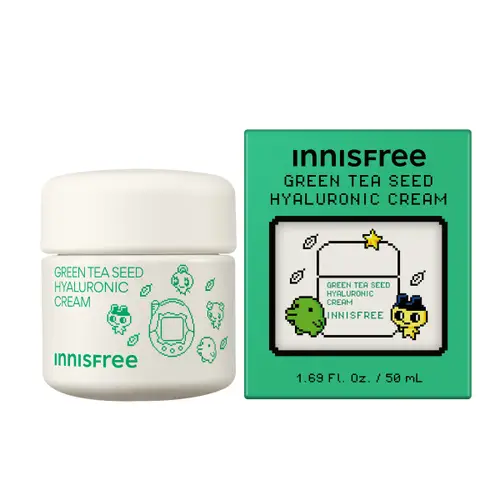 GREEN TEA SEED
HYALURONIC
CREAM
INNISFREE
INNISFREE
GREEN TEA SEED
HYALURONIC CREAM
GREEN TEA SEED
HYALURONIC
CREAM
INNISFREE
1.69 Fl. Oz. / 50 mL